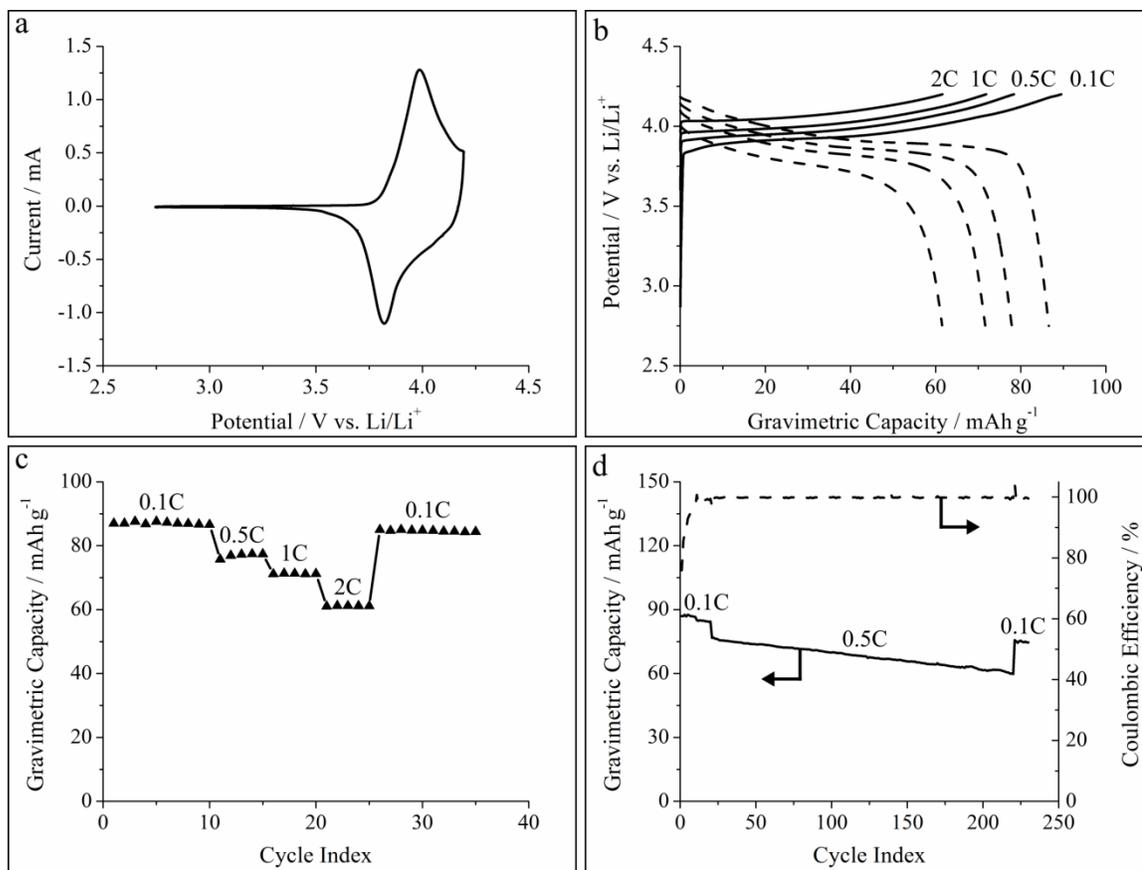 a
1.5
1.0
0.5
0.0
-0.5
-1.0
-1.5
2.5 3.0 3.5 4.0 4.5
Current / mA
Potential / V vs. Li/Li⁺
b
4.5
4.0
3.5
3.0
2.5
0 20 40 60 80 100
2C 1C 0.5C 0.1C
Potential / V vs. Li/Li⁺
Gravimetric Capacity / mAh g⁻¹
c
100
80
60
40
20
0
0 10 20 30 40
0.1C
0.5C
1C
2C
0.1C
Gravimetric Capacity / mAh g⁻¹
Cycle Index
d
150
135
120
105
90
75
60
45
30
15
0
0 50 100 150 200 250
100
80
60
40
20
0
0.1C
0.5C
0.1C
Gravimetric Capacity / mAh g⁻¹
Coulombic Efficiency / %
Cycle Index